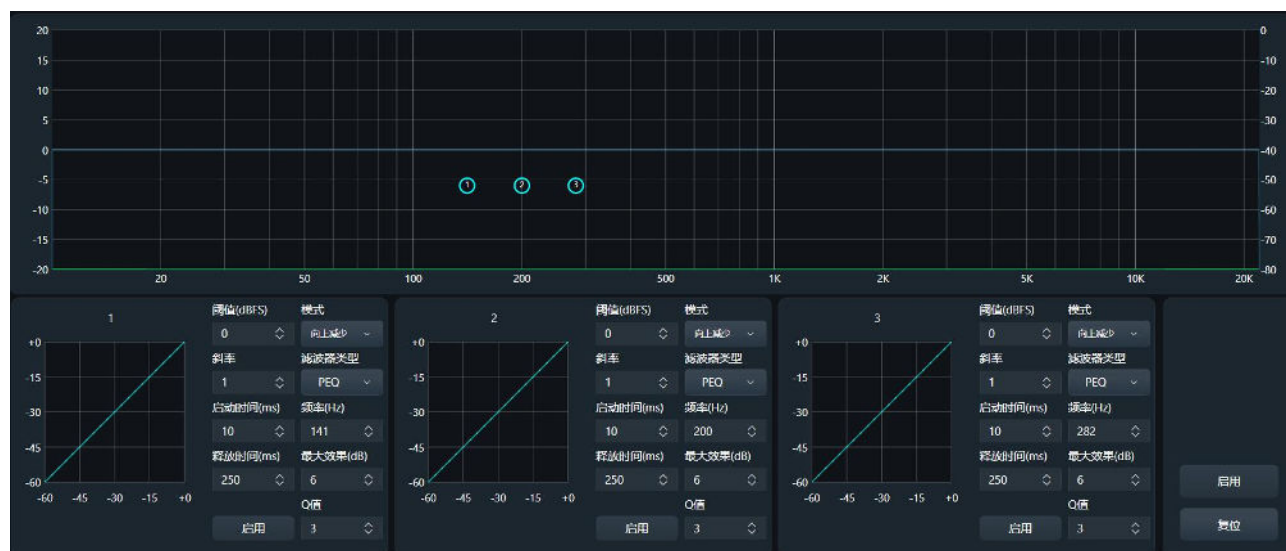 20 0
15 -10
10 -20
5 -30
0 -40
-5 1 2 3 -50
-10 -60
-15 -70
-20 -80
20 50 100 200 500 1K 2K 5K 10K 20K
1
阈值(dBFS) 模式
0 向上减少
斜率 滤波器类型
1 PEQ
启动时间(ms) 频率(Hz)
10 141
释放时间(ms) 最大效果(dB)
250 6
Q值
启用 3
+0
-15
-30
-45
-60
-60 -45 -30 -15 +0
2
阈值(dBFS) 模式
0 向上减少
斜率 滤波器类型
1 PEQ
启动时间(ms) 频率(Hz)
10 200
释放时间(ms) 最大效果(dB)
250 6
Q值
启用 3
+0
-15
-30
-45
-60
-60 -45 -30 -15 +0
3
阈值(dBFS) 模式
0 向上减少
斜率 滤波器类型
1 PEQ
启动时间(ms) 频率(Hz)
10 282
释放时间(ms) 最大效果(dB)
250 6
Q值
启用 3
+0
-15
-30
-45
-60
-60 -45 -30 -15 +0
启用
复位